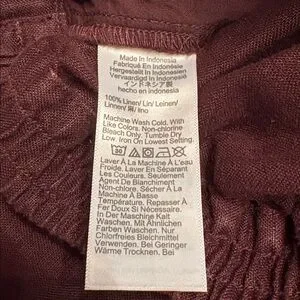 Made in Indonesia
Fabriqué En Indonésie
Hergestellt In Indonesien
Vervaardigd In Indonesië
インドネシア製
hecho en indonesia
100% Linen/ Lin/ Leinen/
Linnen/ 麻/ lino
Machine Wash Cold. With
Like Colors. Non-chlorine
Bleach Only. Tumble Dry
Low. Iron On Lowest Setting.
30
Laver À La Machine À L'eau
Froide. En Lavant Séparément
Les Couleurs. Seulement
Agent De Blanchiment
Non-chlore. Sécher À La
Machine À Basse
Température. Repasser À
Fer Doux Si Nécessaire.
In Der Maschine Kalt
Waschen. Mit Ähnlichen
Farben Waschen. Nur
Chlorfreies Bleichmittel
Verwenden. Bei Geringer
Wärme Trocknen. Bei